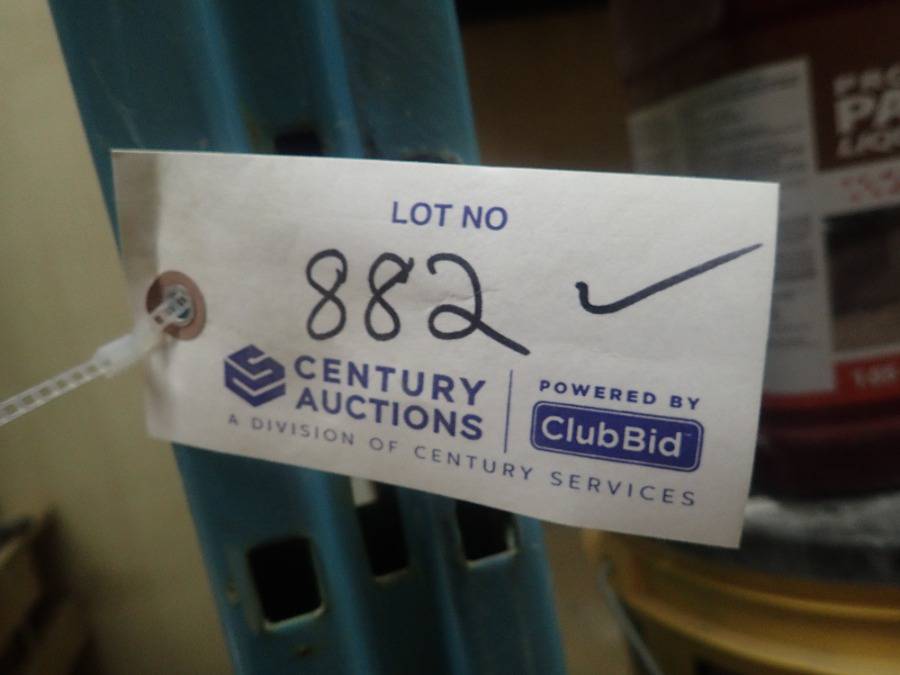 LOT NO
882 ✓
CENTURY
AUCTIONS
A DIVISION OF CENTURY SERVICES
POWERED BY
ClubBid